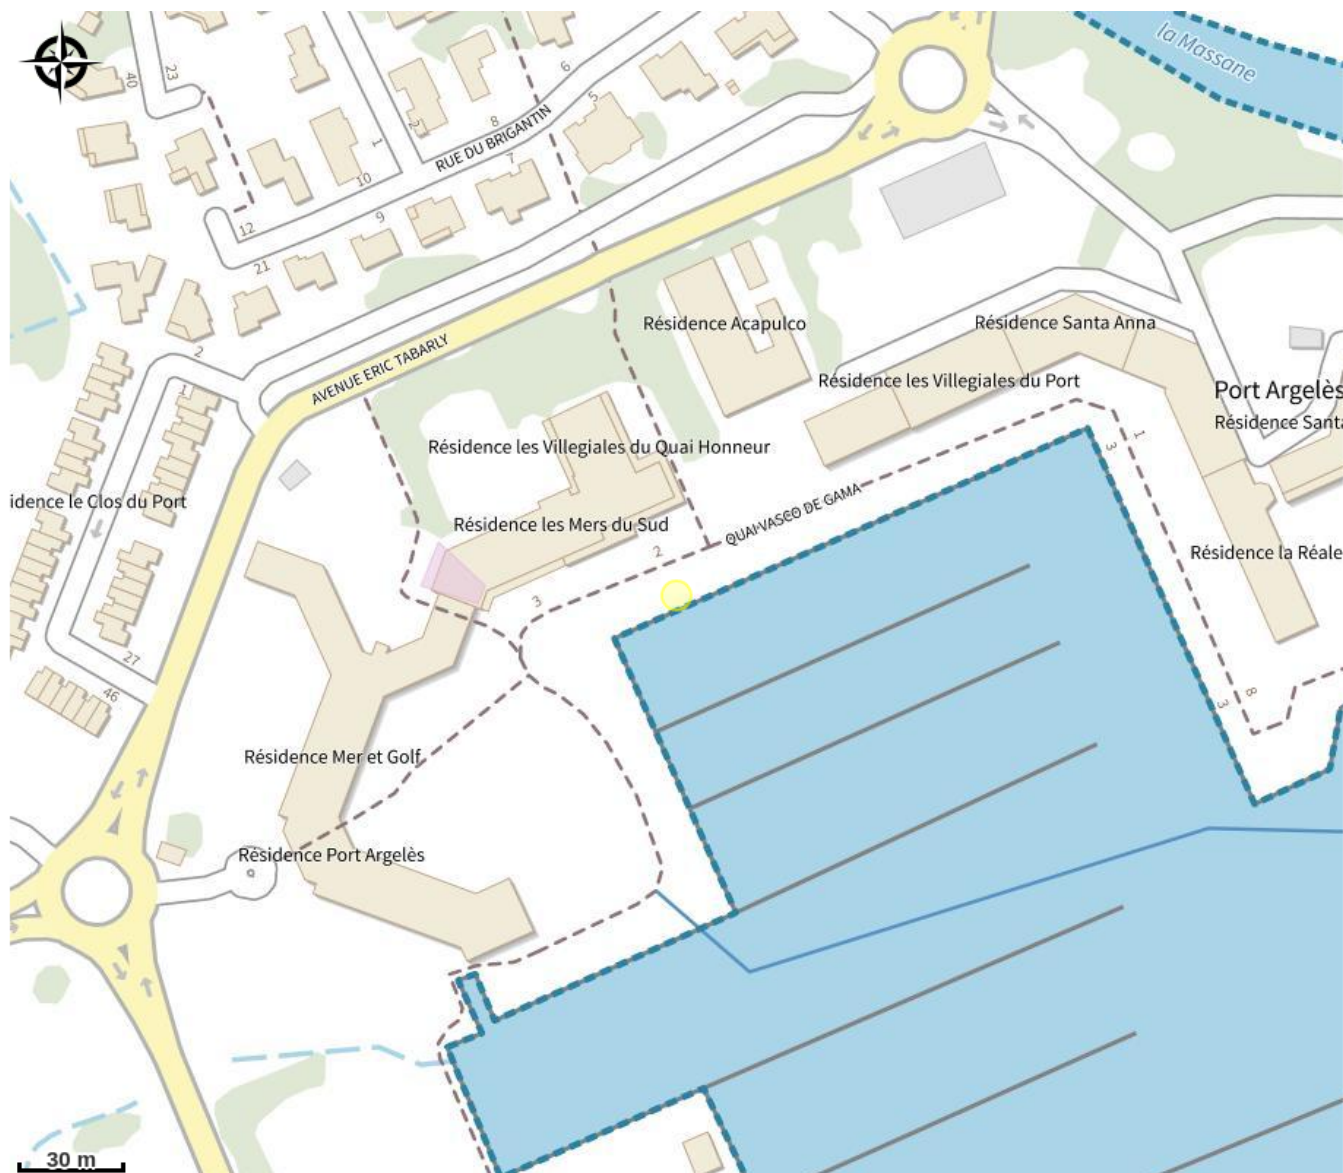 la Massane
23
40
6
5
8
2
1
RUE DU BRIGANTIN
7
10
9
12
21
Résidence Acapulco
Résidence Santa Anna
2
AVENUE ERIC TABARLY
Résidence les Villegiales du Port
1
Port Argelès
Résidence Santa
Résidence les Villegiales du Quai Honneur
1
3
idence le Clos du Port
QUAI VASCO DE GAMA
Résidence les Mers du Sud
2
Résidence la Réale
3
27
46
8
3
Résidence Mer et Golf
Résidence Port Argelès
30 m